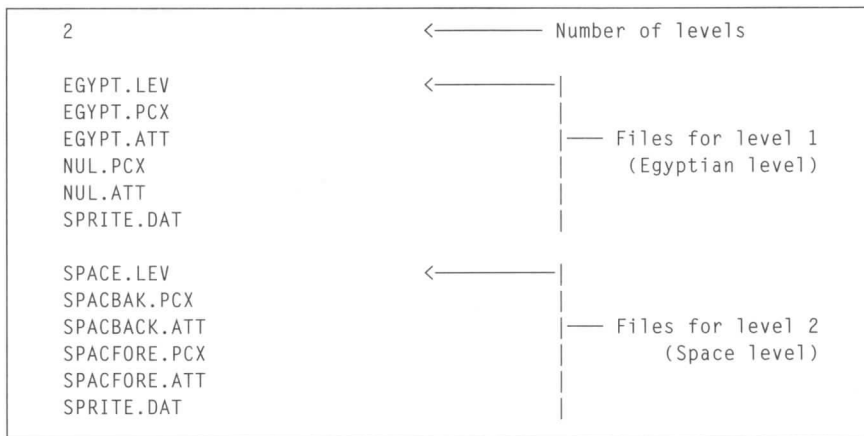 2 <———— Number of levels
EGYPT.LEV <————|
EGYPT.PCX |
EGYPT.ATT |—— Files for level 1
NUL.PCX | (Egyptian level)
NUL.ATT |
SPRITE.DAT |
SPACE.LEV <————|
SPACBAK.PCX |
SPACBACK.ATT |—— Files for level 2
SPACFORE.PCX | (Space level)
SPACFORE.ATT |
SPRITE.DAT |